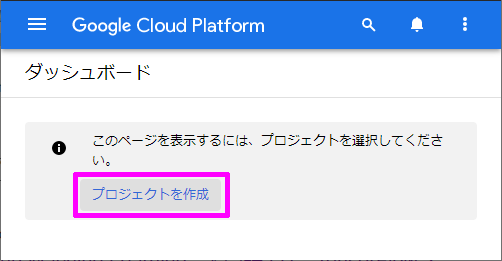 Google Cloud Platform
ダッシュボード
このページを表示するには、プロジェクトを選択してくださ
い。
プロジェクトを作成